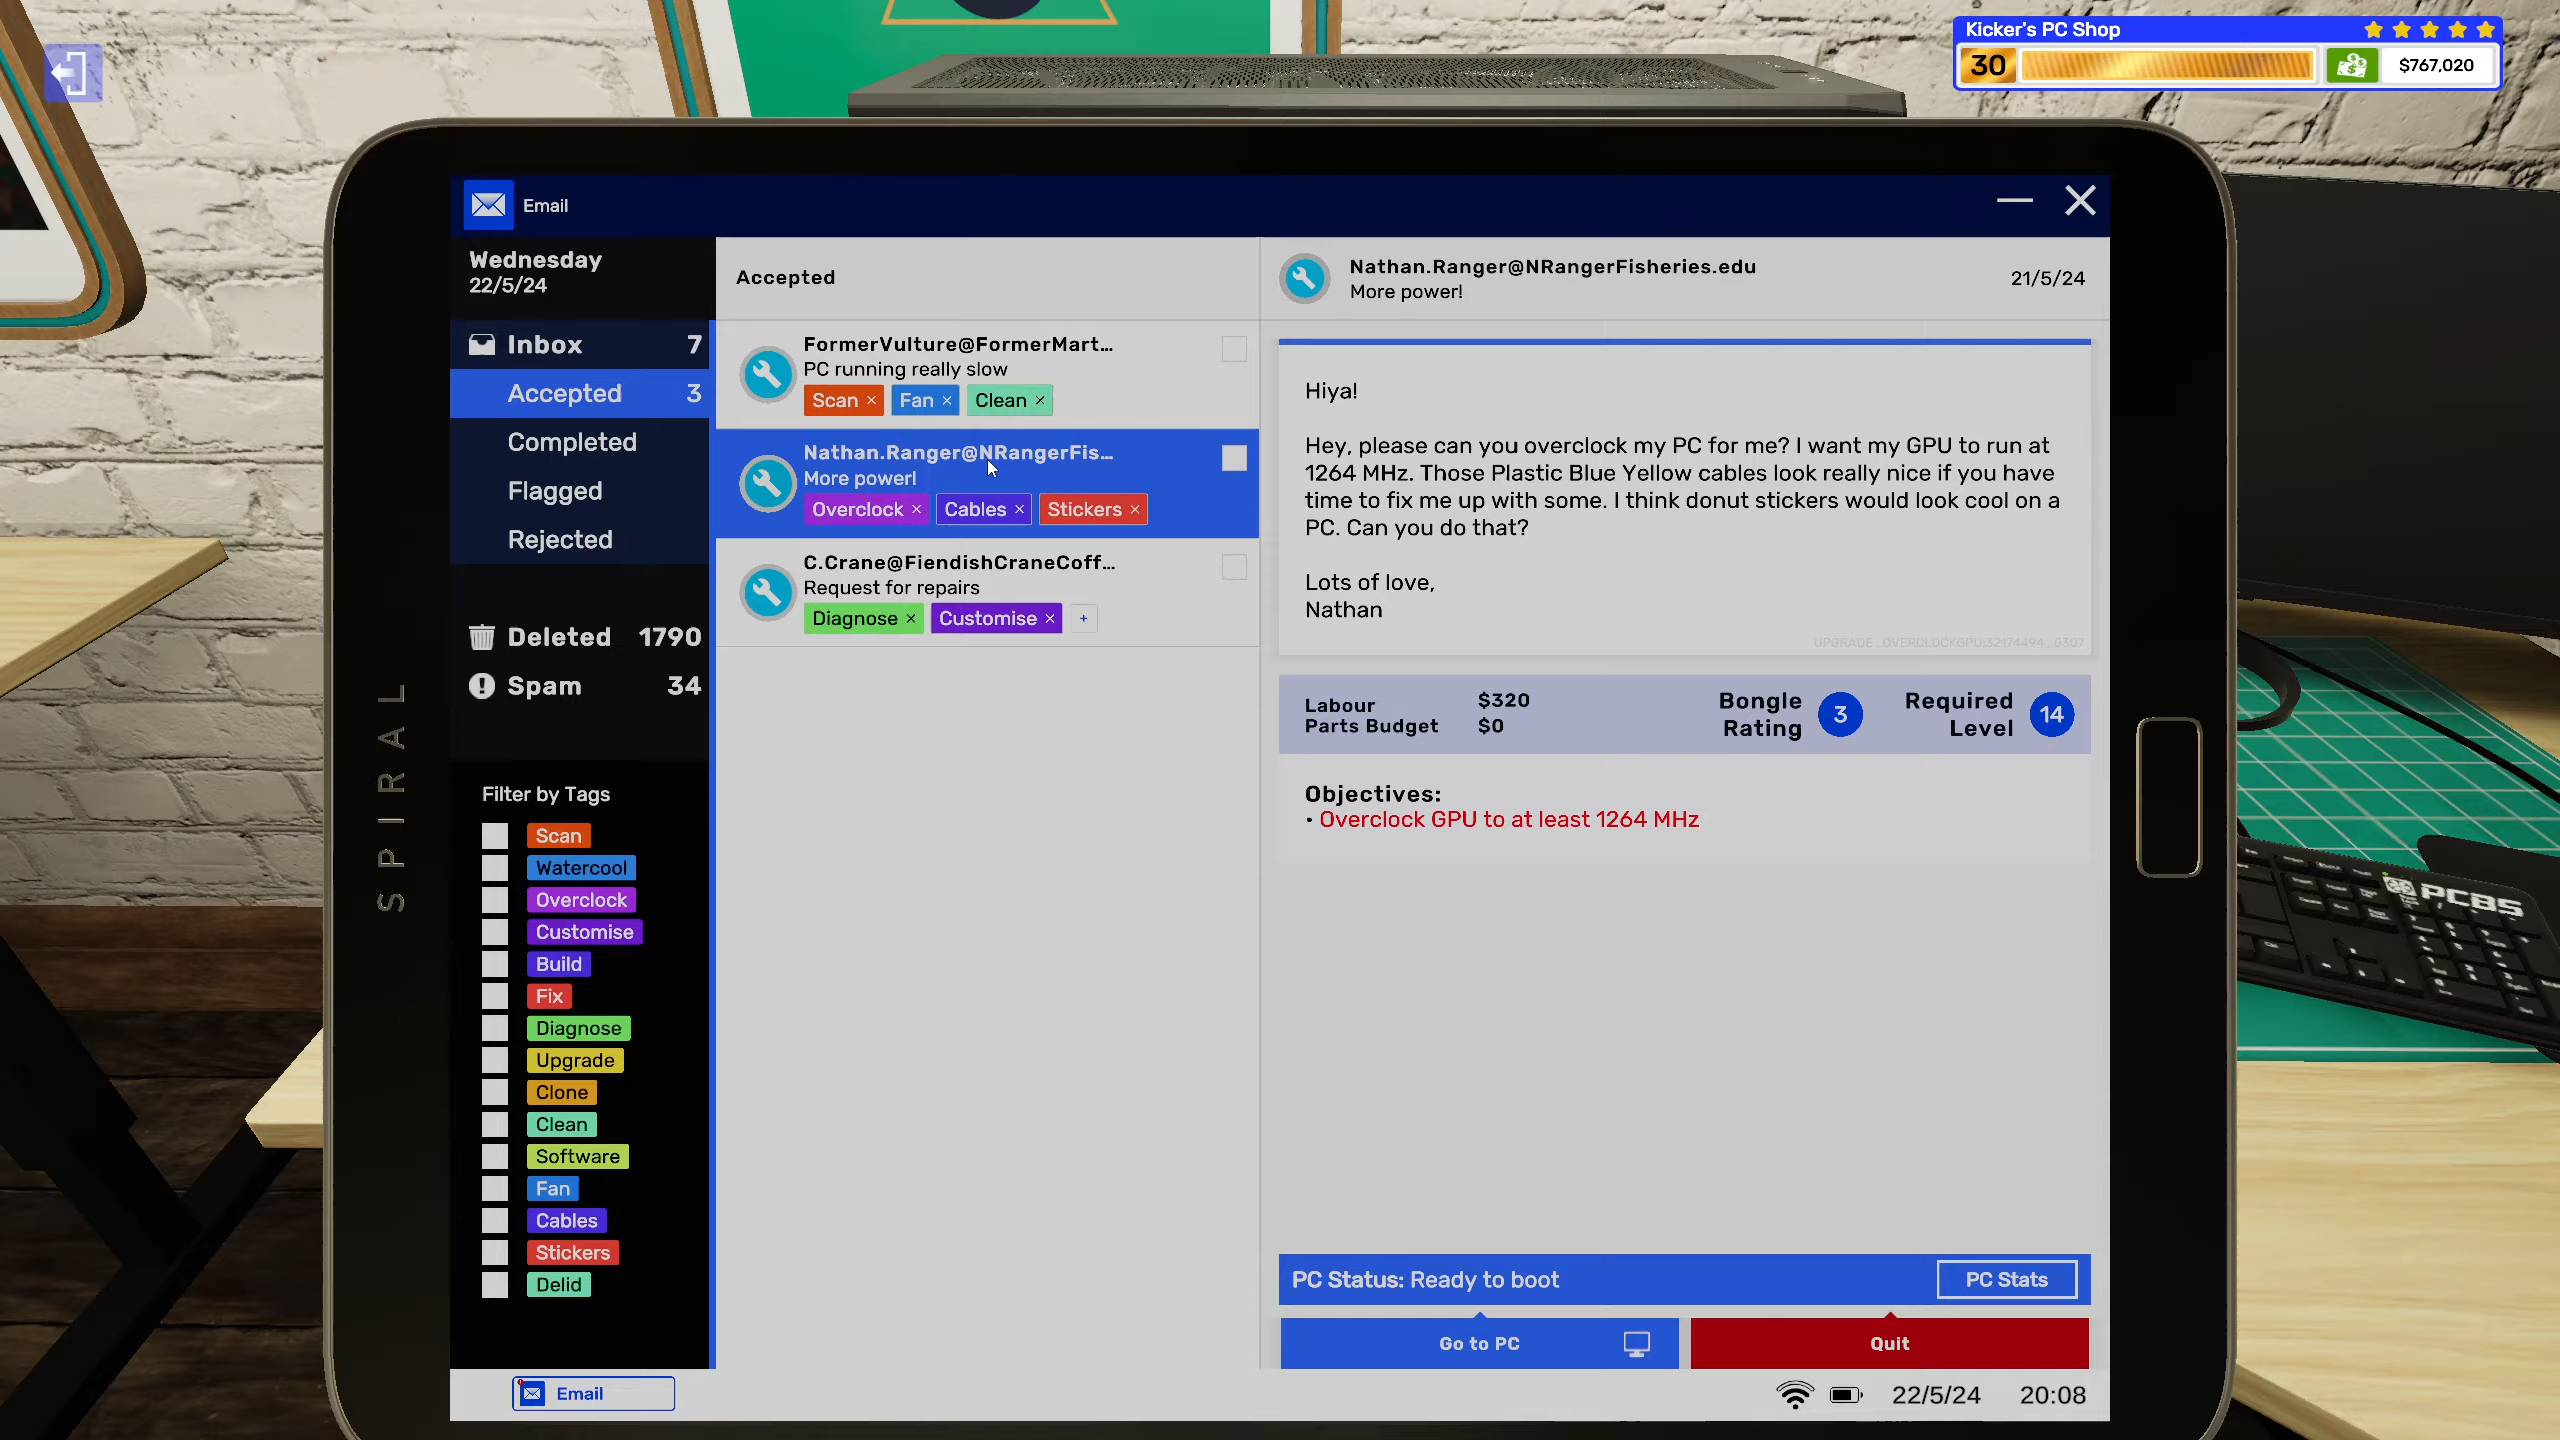 Kicker's PC Shop
30
$767,020
Email
Wednesday
22/5/24
Inbox 7
Accepted 3
Completed
Flagged
Rejected
Deleted 1790
Spam 34
Filter by Tags
Scan
Watercool
Overclock
Customise
Build
Fix
Diagnose
Upgrade
Clone
Clean
Software
Fan
Cables
Stickers
Delid
Accepted
FormerVulture@FormerMart...
PC running really slow
Scan × Fan × Clean ×
Nathan.Ranger@NRangerFis...
More power!
Overclock × Cables × Stickers ×
C.Crane@FiendishCraneCoff...
Request for repairs
Diagnose × Customise × +
Nathan.Ranger@NRangerFisheries.edu
More power!
21/5/24
Hiya!
Hey, please can you overclock my PC for me? I want my GPU to run at
1264 MHz. Those Plastic Blue Yellow cables look really nice if you have
time to fix me up with some. I think donut stickers would look cool on a
PC. Can you do that?
Lots of love,
Nathan
UPGRADE_OVERCLOCKGPU:32174494_0307
Labour $320
Parts Budget $0
Bongle Rating 3
Required Level 14
Objectives:
• Overclock GPU to at least 1264 MHz
PC Status: Ready to boot
PC Stats
Go to PC
Quit
Email
22/5/24 20:08
SPIRAL
PCBS